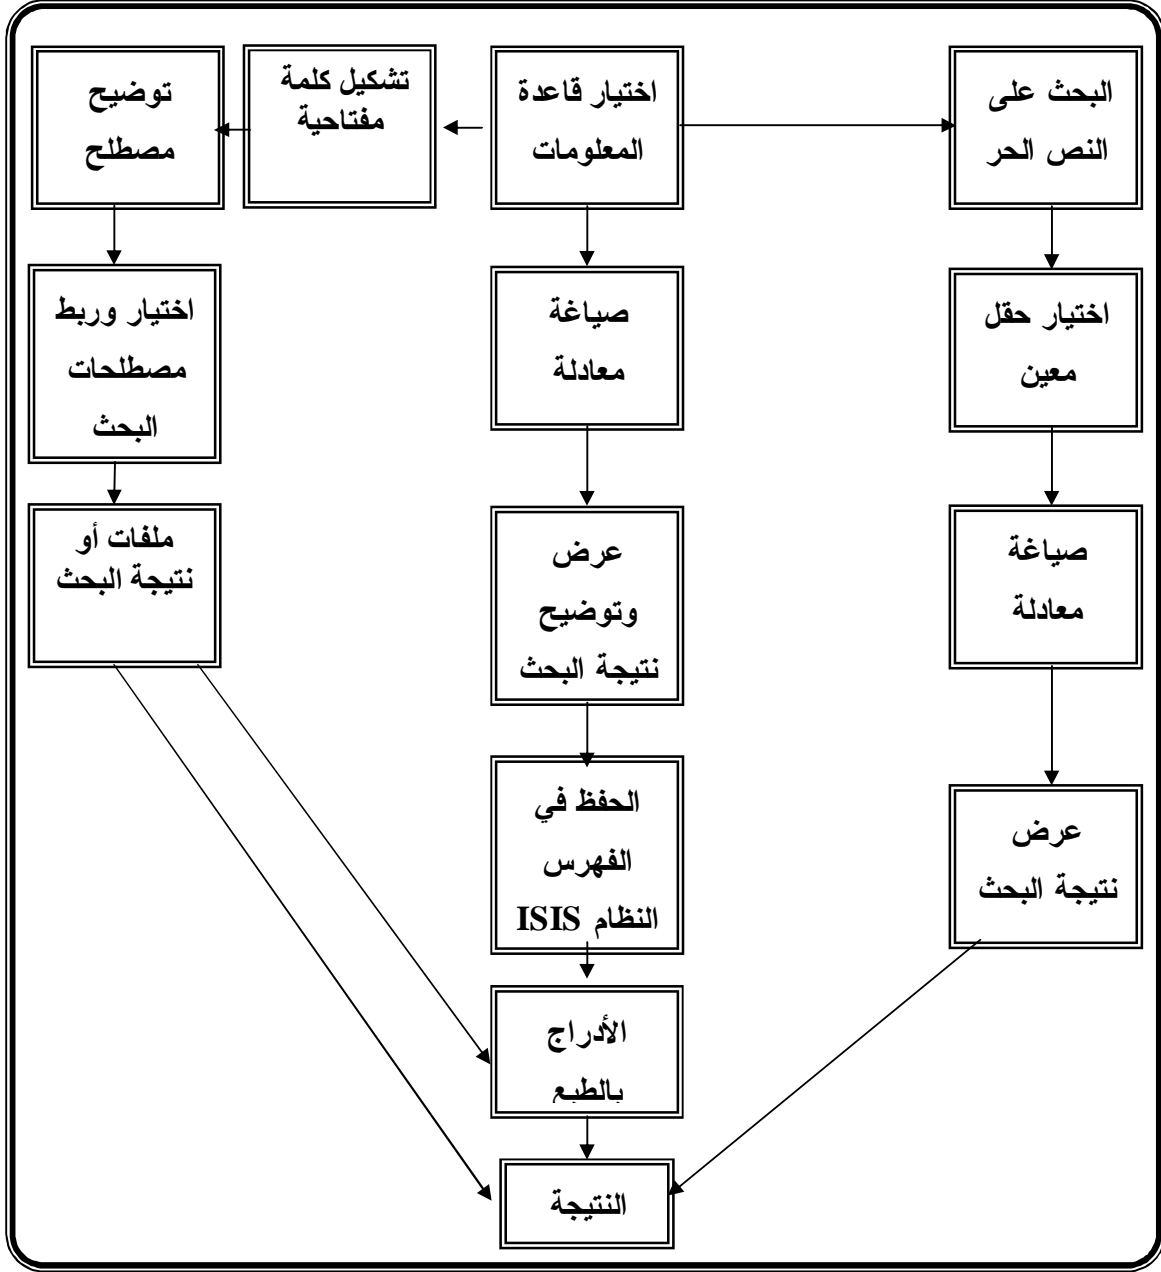 البحث على
النص الحر
اختيار قاعدة
المعلومات
تشكيل كلمة
مفتاحية
توضيح
مصطلح
اختيار حقل
معين
صياغة
معادلة
اختيار وربط
مصطلحات
البحث
صياغة
معادلة
عرض
وتوضيح
نتيجة البحث
ملفات أو
نتيجة البحث
عرض
نتيجة البحث
الحفظ في
الفهرس
النظام ISIS
الأدراج
بالطبع
النتيجة